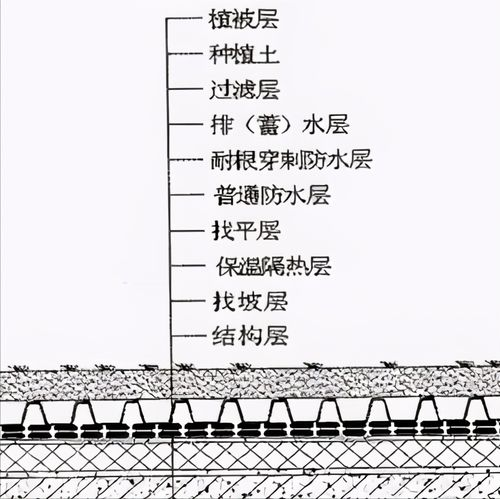 植被层
种植土
过滤层
排（蓄）水层
耐根穿刺防水层
普通防水层
找平层
保温隔热层
找坡层
结构层